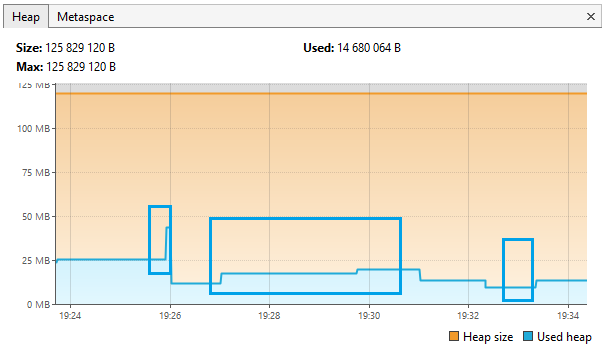 Heap Metaspace ×
Size: 125 829 120 B Used: 14 680 064 B
Max: 125 829 120 B
125 MB
100 MB
75 MB
50 MB
25 MB
0 MB
19:24 19:26 19:28 19:30 19:32 19:34
Heap size Used heap